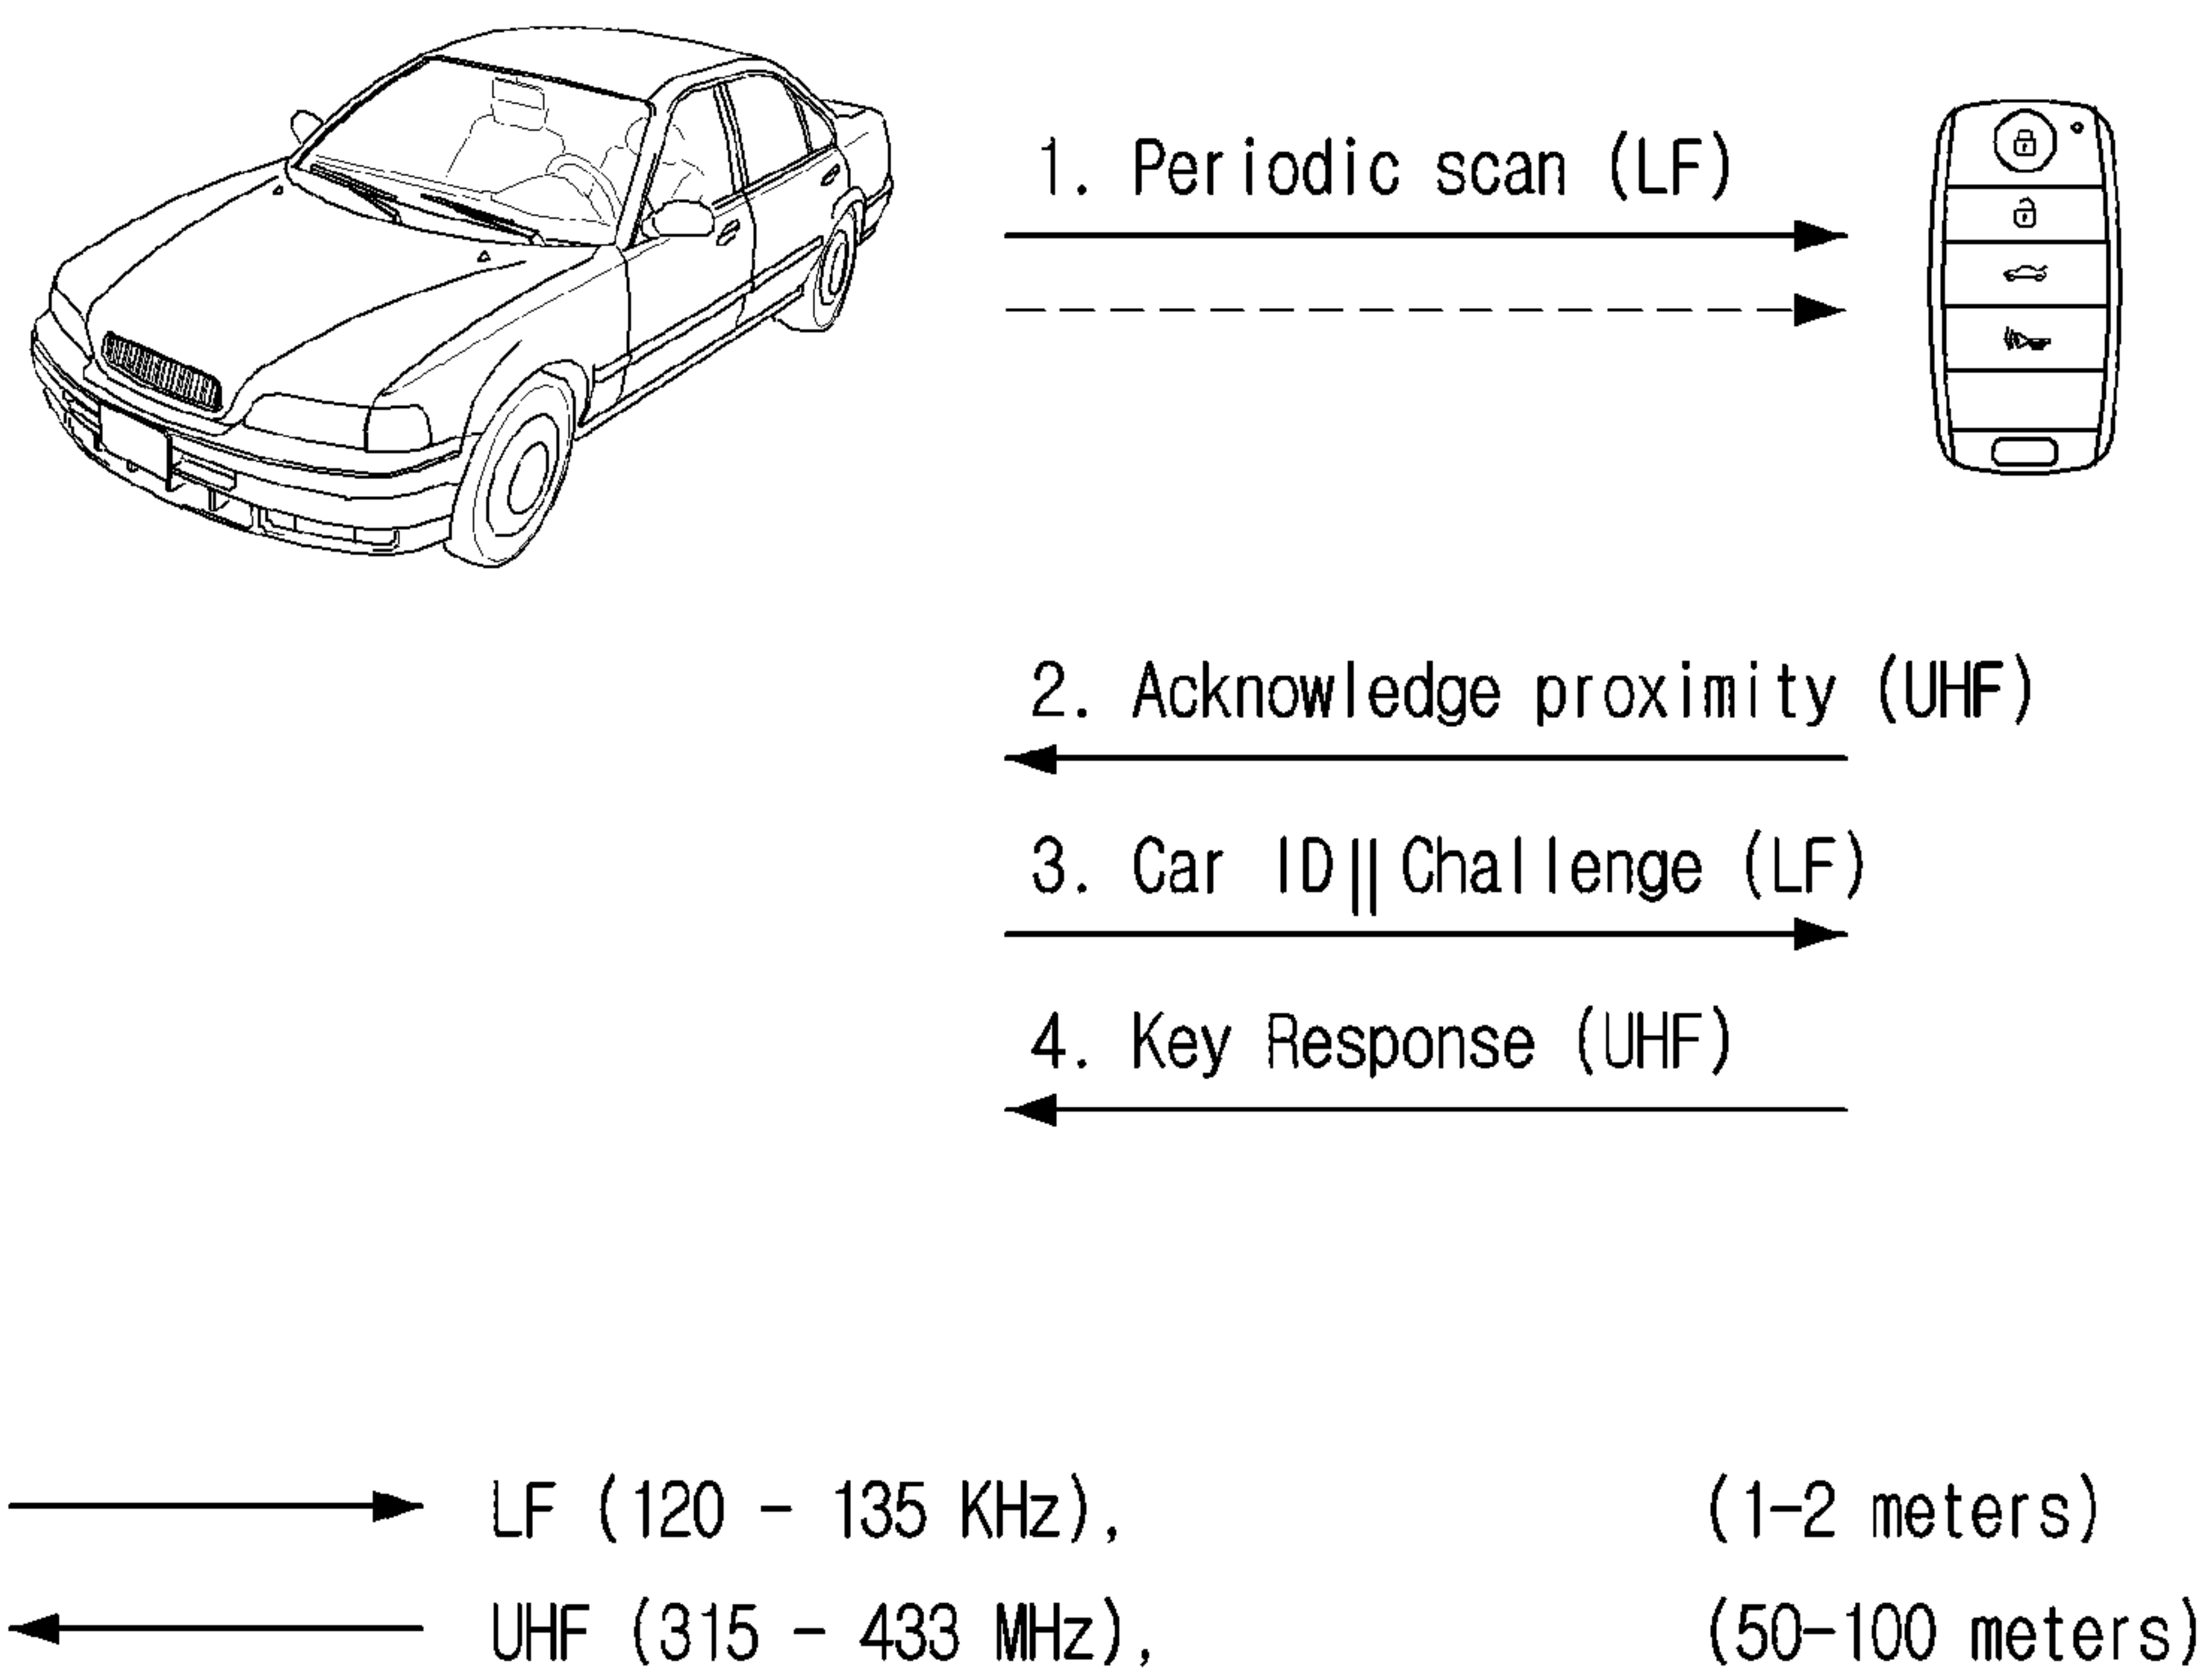 1. Periodic scan (LF)
2. Acknowledge proximity (UHF)
3. Car ID||Challenge (LF)
4. Key Response (UHF)
LF (120 - 135 KHz), (1-2 meters)
UHF (315 - 433 MHz), (50-100 meters)